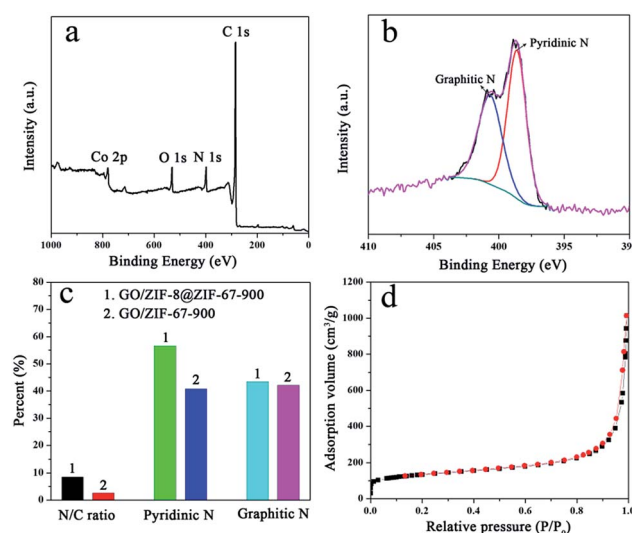 a
C 1s
Co 2p
O 1s
N 1s
Intensity (a.u.)
1000
800
600
400
200
0
Binding Energy (eV)
b
Pyridinic N
Graphitic N
Intensity (a.u.)
410
405
400
395
39
Binding Energy (eV)
c
1. GO/ZIF-8@ZIF-67-900
2. GO/ZIF-67-900
Percent (%)
80
70
60
50
40
30
20
10
0
1
2
1
2
1
2
N/C ratio
Pyridinic N
Graphitic N
d
Adsorption volume (cm³/g)
1200
1000
800
600
400
200
0
0.0
0.2
0.4
0.6
0.8
1.0
Relative pressure (P/P₀)